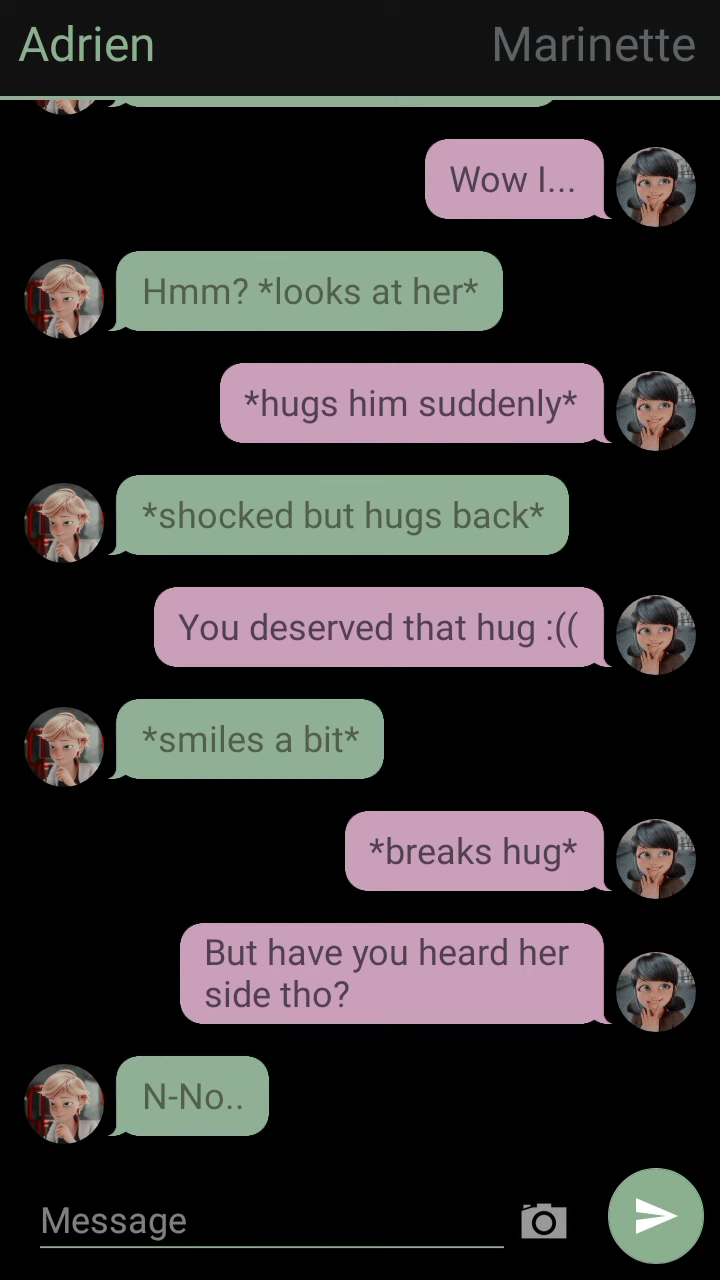 Adrien Marinette
Wow I...
Hmm? *looks at her*
*hugs him suddenly*
*shocked but hugs back*
You deserved that hug :((
*smiles a bit*
*breaks hug*
But have you heard her
side tho?
N-No..
Message